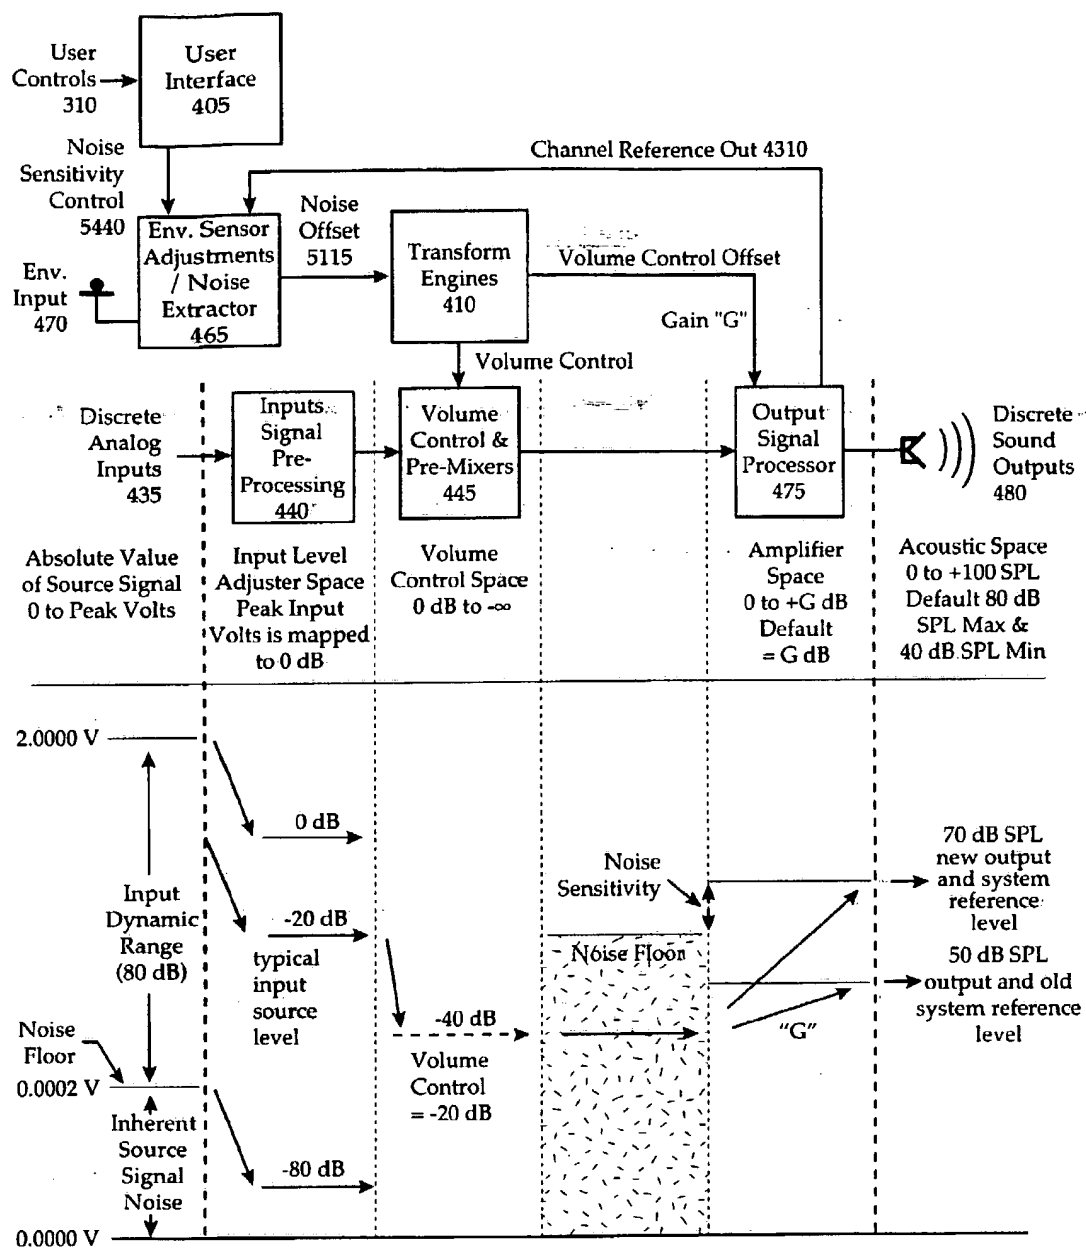 User
Controls
310
User
Interface
405
Noise
Sensitivity
Control
5440
Channel Reference Out 4310
Env.
Input
470
Env. Sensor
Adjustments
/ Noise
Extractor
465
Noise
Offset
5115
Transform
Engines
410
Volume Control Offset
Gain "G"
Volume Control
Discrete
Analog
Inputs
435
Inputs
Signal
Pre-
Processing
440
Volume
Control &
Pre-Mixers
445
Output
Signal
Processor
475
Discrete
Sound
Outputs
480
Absolute Value
of Source Signal
0 to Peak Volts
Input Level
Adjuster Space
Peak Input
Volts is mapped
to 0 dB
Volume
Control Space
0 dB to -∞
Amplifier
Space
0 to +G dB
Default
= G dB
Acoustic Space
0 to +100 SPL
Default 80 dB
SPL Max &
40 dB SPL Min
2.0000 V
Input
Dynamic
Range
(80 dB)
Noise
Floor
0.0002 V
Inherent
Source
Signal
Noise
0.0000 V
0 dB
-20 dB
typical
input
source
level
-80 dB
-40 dB
Volume
Control
= -20 dB
Noise
Sensitivity
Noise Floor
"G"
70 dB SPL
new output
and system
reference
level
50 dB SPL
output and old
system reference
level